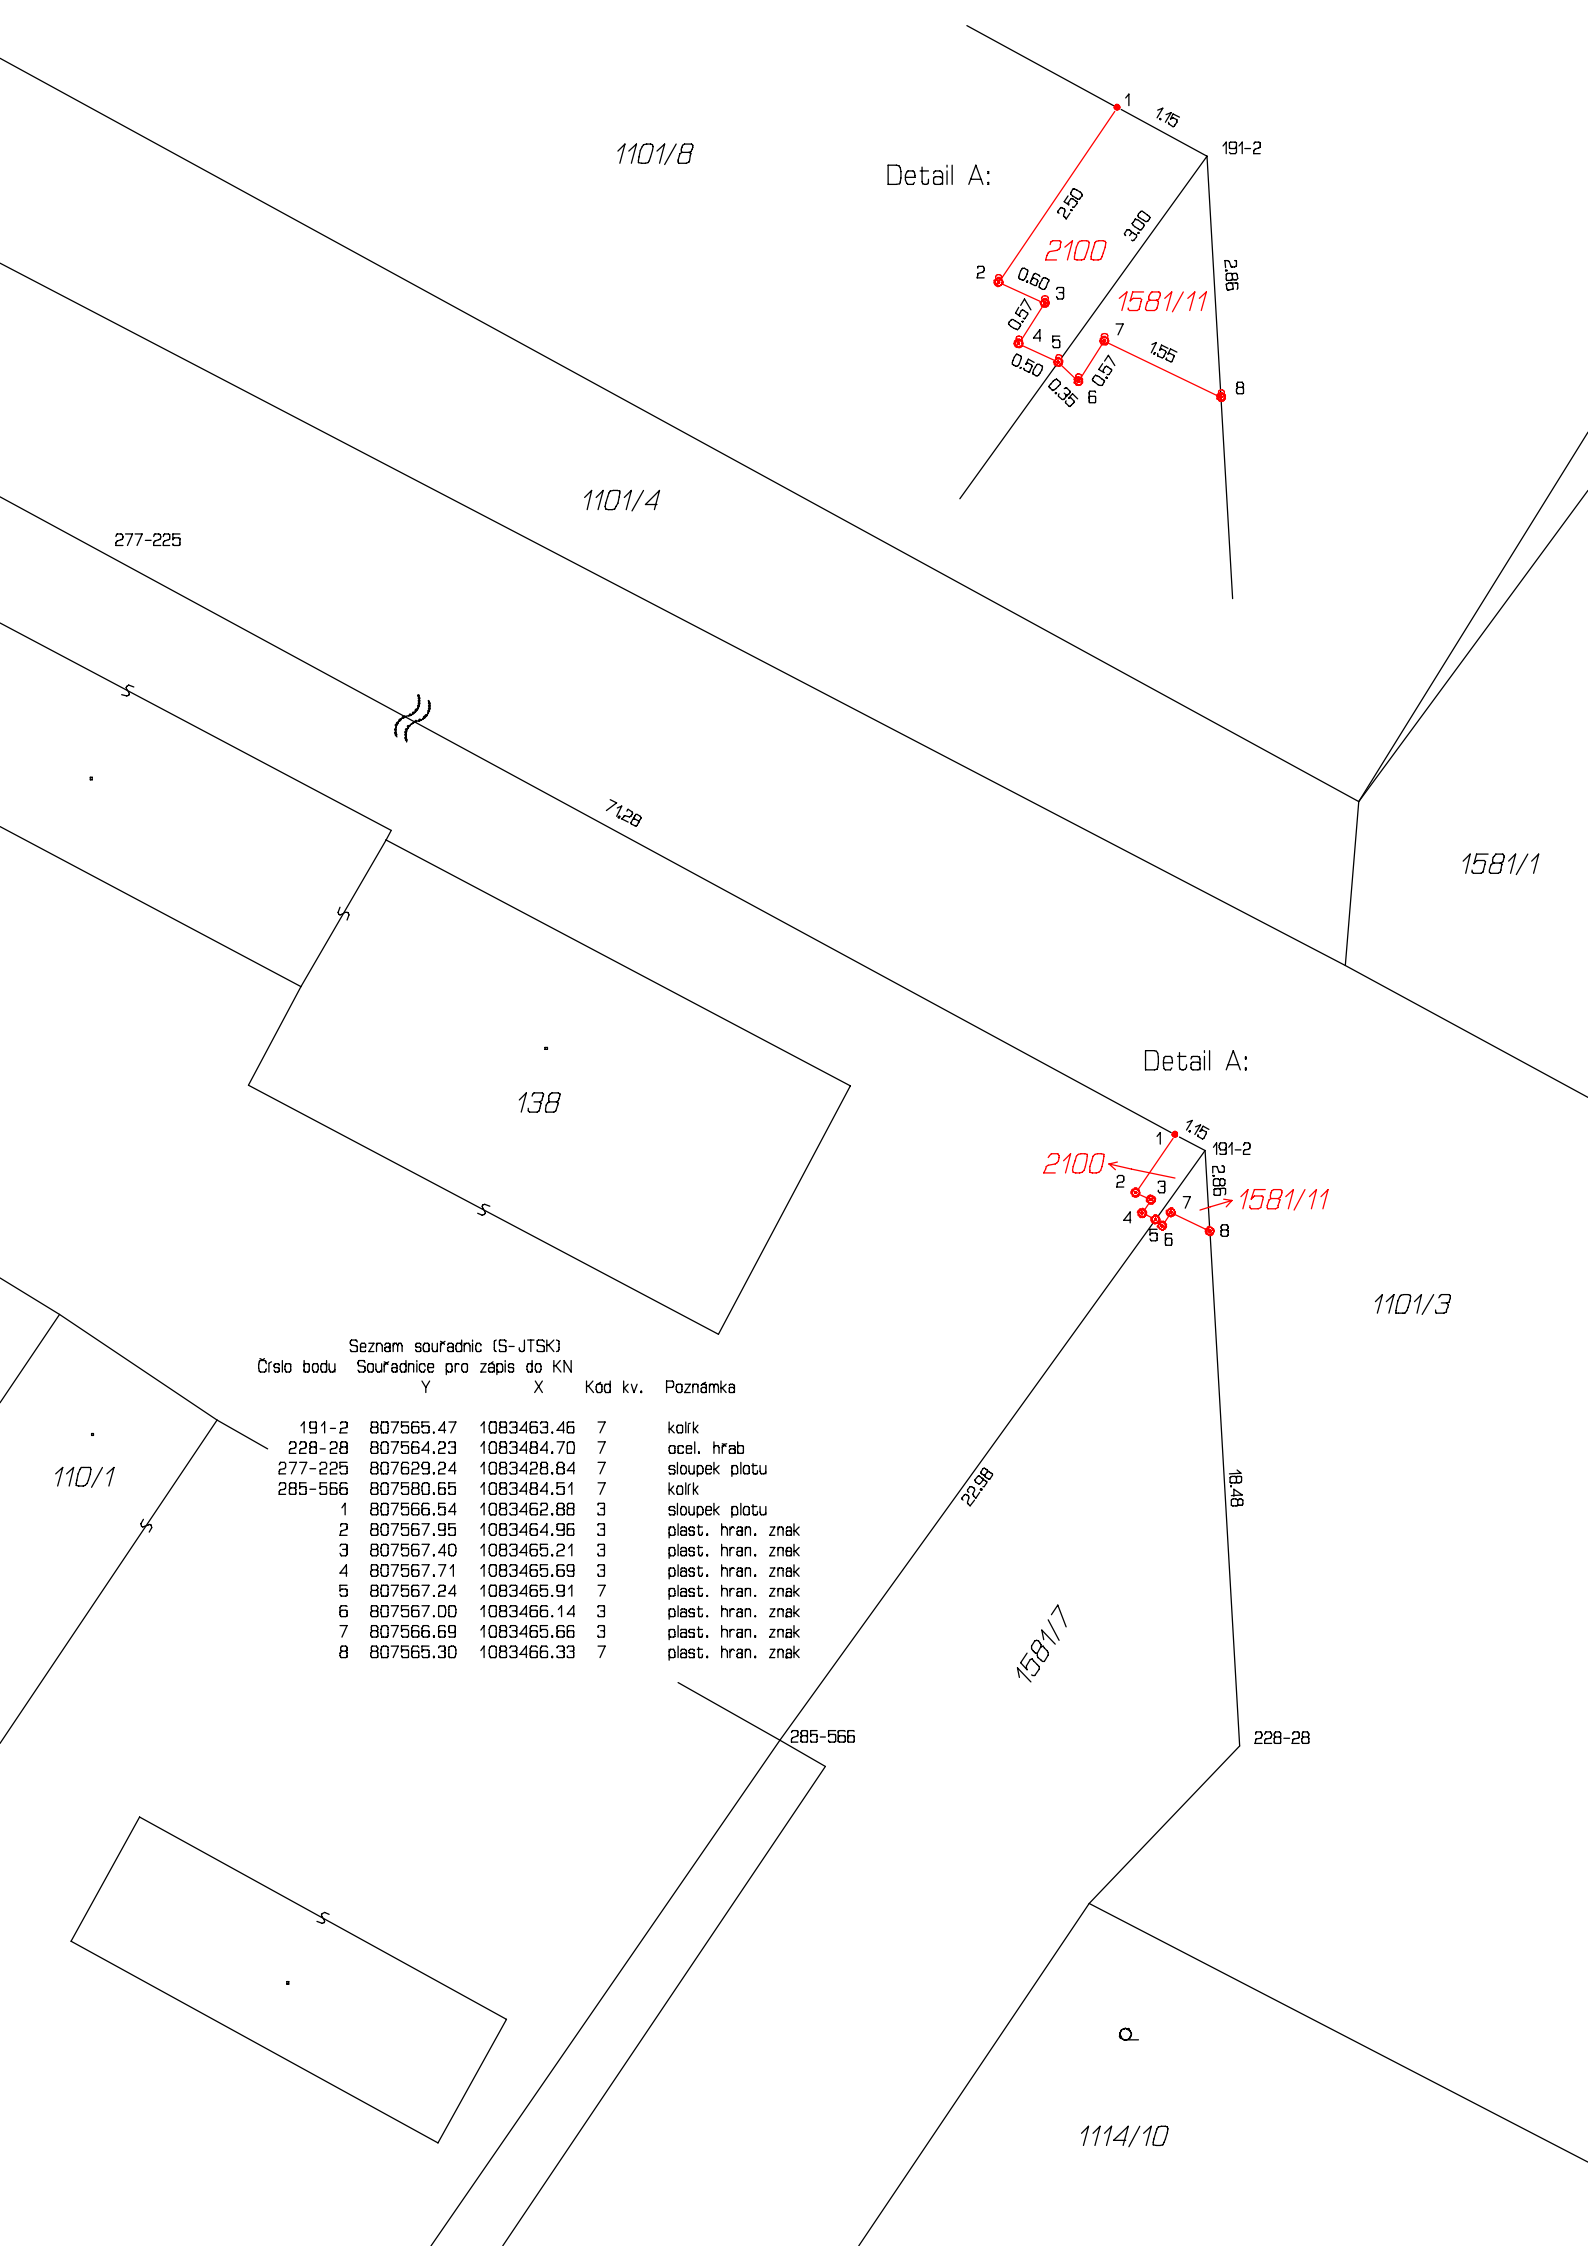 1
1.15
191-2
1101/8
Detail A:
2.50
3.00
2100
2.86
2
0.60
3
1581/11
0.57
4
5
7
1.55
0.50
0.35
0.57
6
8
1101/4
277-225
s
71.28
1581/1
s
Detail A:
138
1
1.15
191-2
2100
2.86
2
3
1581/11
7
4
5
6
8
s
1101/3
Seznam souřadnic (S-JTSK)
Číslo bodu Souřadnice pro zápis do KN
Y X Kód kv. Poznámka
191-2 807565.47 1083463.46 7 kolík
228-28 807564.23 1083484.70 7 ocel. hřab
277-225 807629.24 1083428.84 7 sloupek plotu
285-566 807580.65 1083484.51 7 kolík
1 807566.54 1083462.88 3 sloupek plotu
2 807567.95 1083464.96 3 plast. hran. znak
3 807567.40 1083465.21 3 plast. hran. znak
4 807567.71 1083465.69 3 plast. hran. znak
5 807567.24 1083465.91 7 plast. hran. znak
6 807567.00 1083466.14 3 plast. hran. znak
7 807566.69 1083465.66 3 plast. hran. znak
8 807565.30 1083466.33 7 plast. hran. znak
110/1
s
22.98
18.48
1581/7
285-566
228-28
s
1114/10